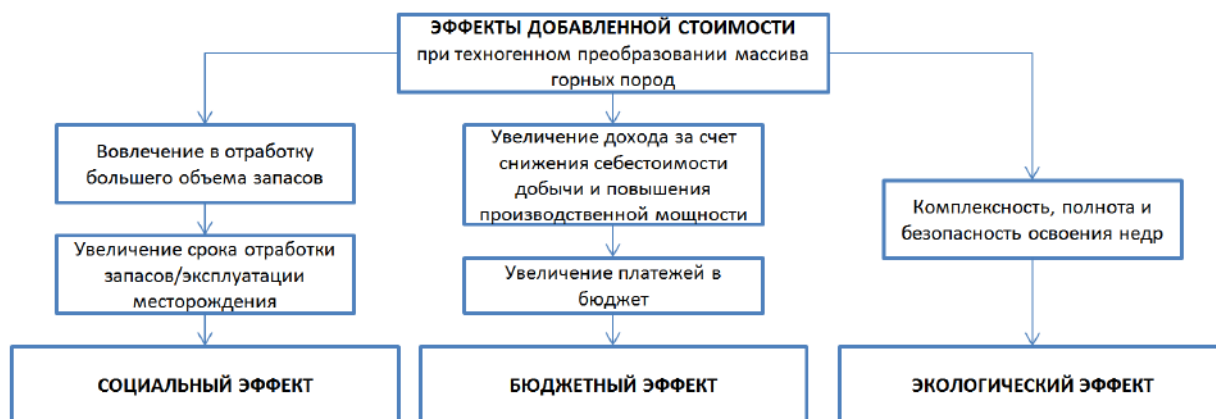 ЭФФЕКТЫ ДОБАВЛЕННОЙ СТОИМОСТИ
при техногенном преобразовании массива
горных пород
Вовлечение в отработку
большего объема запасов
Увеличение срока отработки
запасов/эксплуатации
месторождения
СОЦИАЛЬНЫЙ ЭФФЕКТ
Увеличение дохода за счет
снижения себестоимости
добычи и повышения
производственной мощности
Увеличение платежей в
бюджет
БЮДЖЕТНЫЙ ЭФФЕКТ
Комплексность, полнота и
безопасность освоения недр
ЭКОЛОГИЧЕСКИЙ ЭФФЕКТ